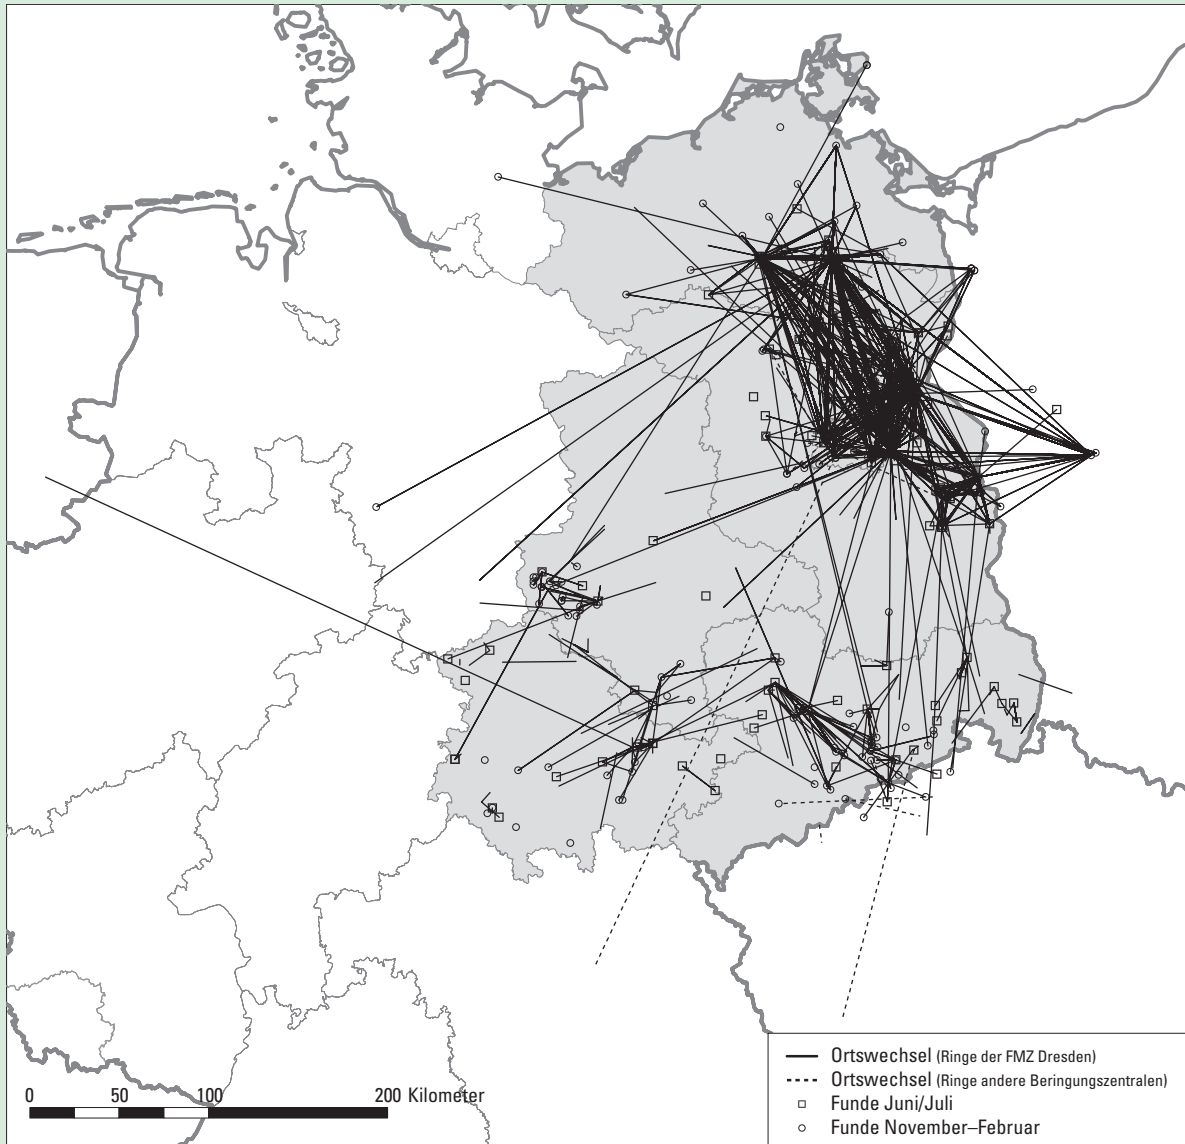 0 50 100 200 Kilometer
Ortswechsel (Ringe der FMZ Dresden)
Ortswechsel (Ringe andere Beringungszentralen)
Funde Juni/Juli
Funde November–Februar